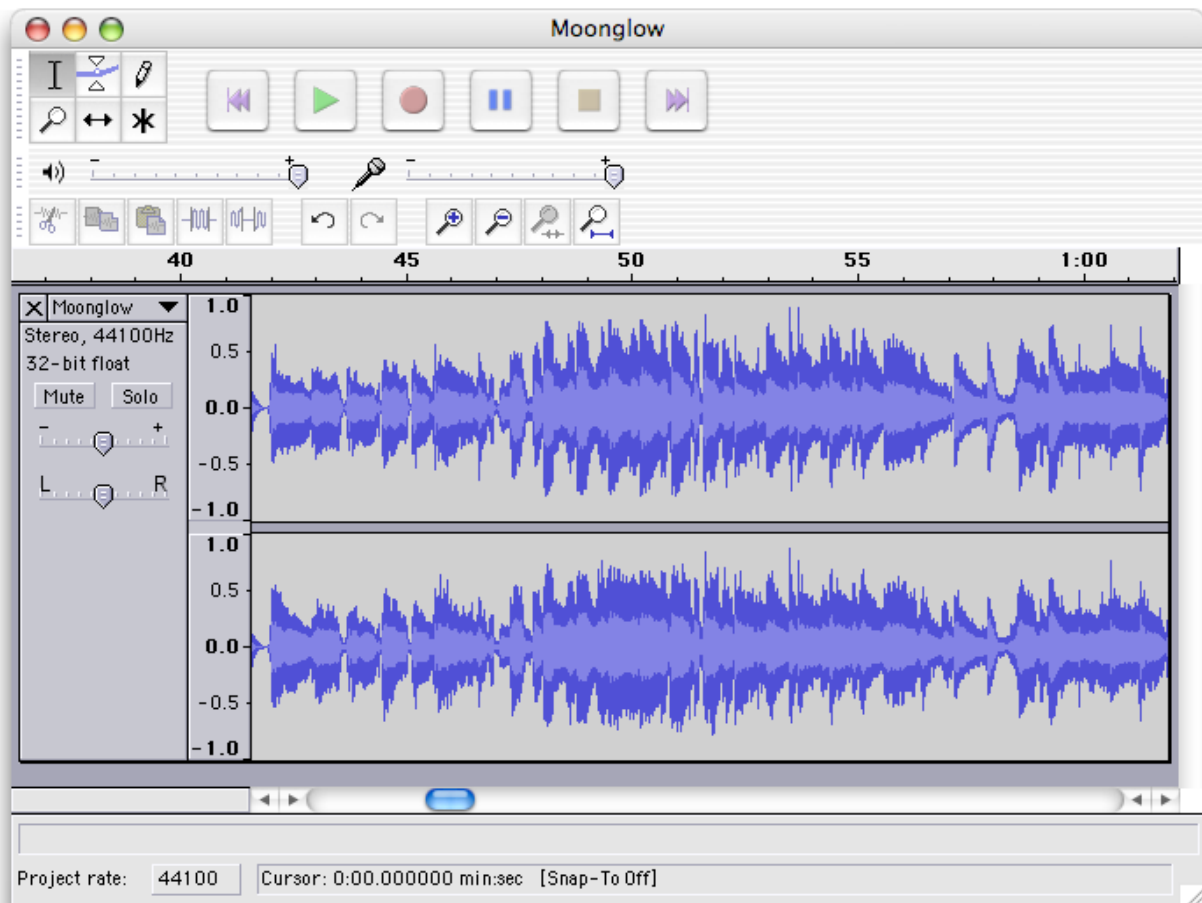 Moonglow
- +
- +
40 45 50 55 1:00
X Moonglow
Stereo, 44100Hz
32-bit float
Mute Solo
- +
L R
1.0
0.5
0.0
-0.5
-1.0
1.0
0.5
0.0
-0.5
-1.0
Project rate: 44100 Cursor: 0:00.000000 min:sec [Snap-To Off]